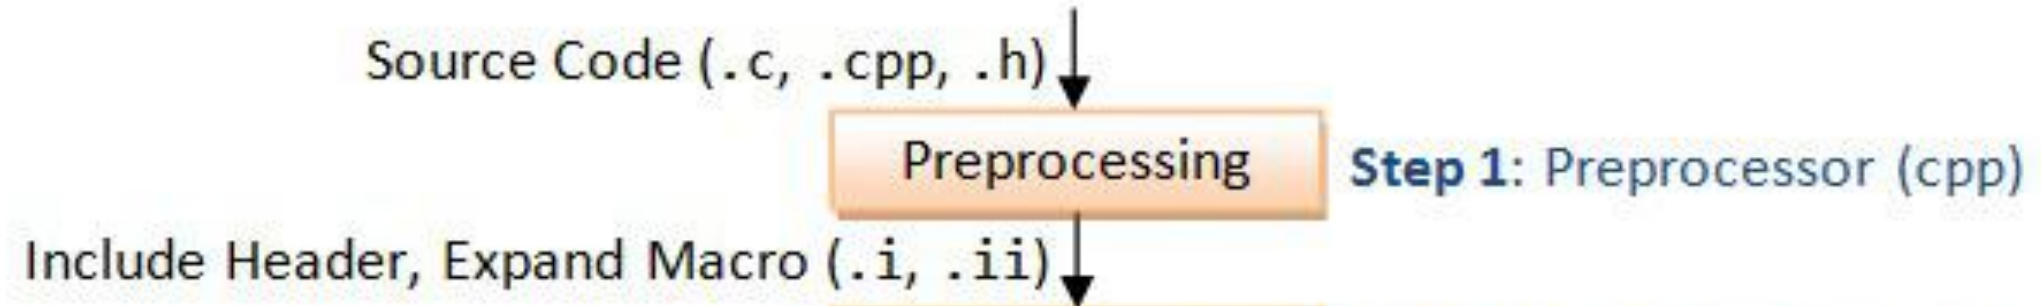 Source Code (.c, .cpp, .h)
Preprocessing
Step 1: Preprocessor (cpp)
Include Header, Expand Macro (.i, .ii)